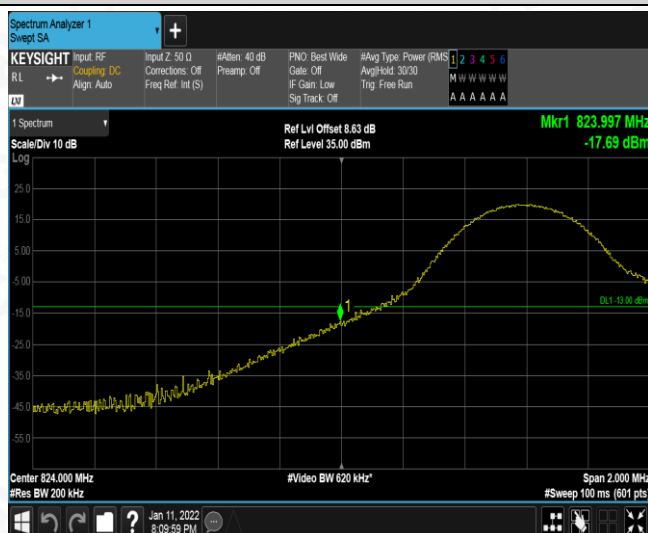 Spectrum Analyzer 1
Swept SA
+
KEYSIGHT
RL
Input: RF
Coupling: DC
Align: Auto
Input Z: 50 Ω
Corrections: Off
Freq Ref: Int (S)
#Atten: 40 dB
Preamp: Off
PNO: Best Wide
Gate: Off
IF Gain: Low
Sig Track: Off
#Avg Type: Power (RMS
Avg|Hold: 30/30
Trig: Free Run
1 2 3 4 5 6
M W W W W W
A A A A A A
LXI
1 Spectrum
Scale/Div 10 dB
Log
Ref Lvl Offset 8.63 dB
Ref Level 35.00 dBm
Mkr1 823.997 MHz
-17.69 dBm
25.0
15.0
5.00
-5.00
DL1 -13.00 dBm
1
-15.0
-25.0
-35.0
-45.0
-55.0
Center 824.000 MHz
#Video BW 620 kHz*
Span 2.000 MHz
#Res BW 200 kHz
#Sweep 100 ms (601 pts)
?
Jan 11, 2022
8:09:59 PM